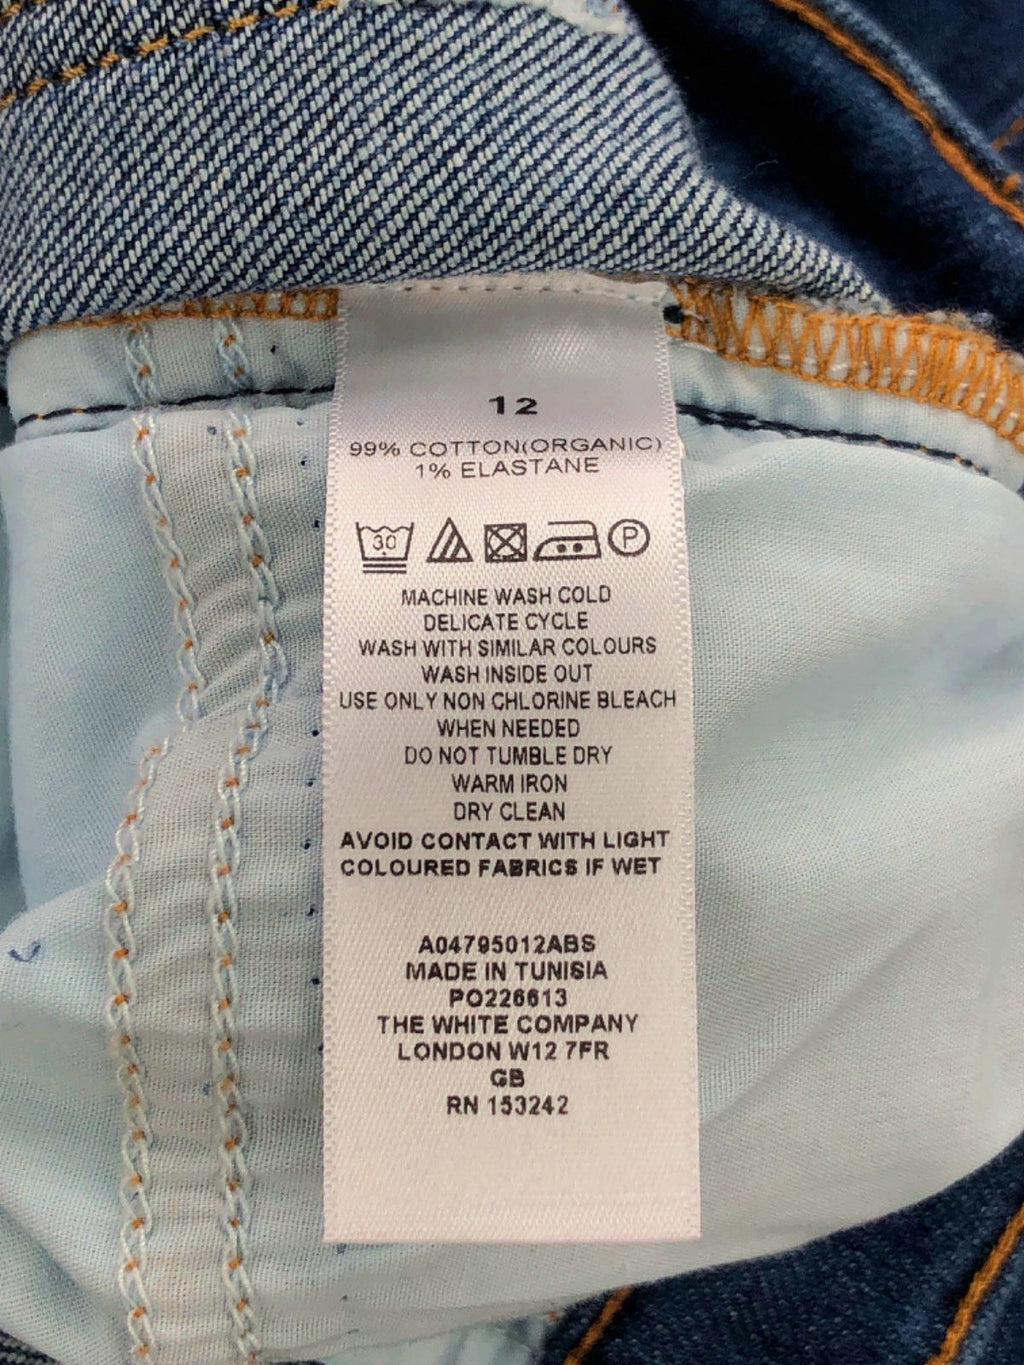 12
99% COTTON(ORGANIC)
1% ELASTANE
30 P
MACHINE WASH COLD
DELICATE CYCLE
WASH WITH SIMILAR COLOURS
WASH INSIDE OUT
USE ONLY NON CHLORINE BLEACH
WHEN NEEDED
DO NOT TUMBLE DRY
WARM IRON
DRY CLEAN
AVOID CONTACT WITH LIGHT
COLOURED FABRICS IF WET
A04795012ABS
MADE IN TUNISIA
PO226613
THE WHITE COMPANY
LONDON W12 7FR
GB
RN 153242